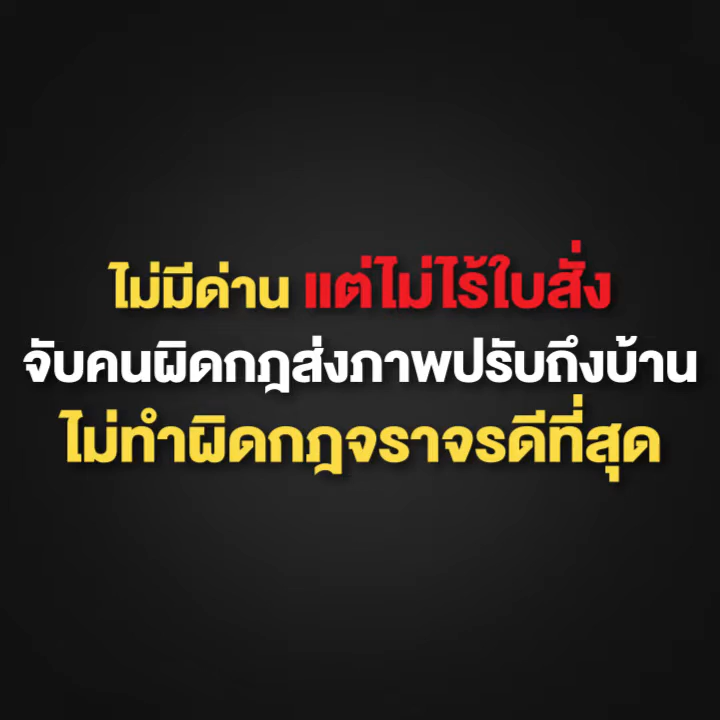 ไม่มีด่าน แต่ไม่ไร้ใบสั่ง
จับคนผิดกฎส่งภาพปรับถึงบ้าน
ไม่ทำผิดกฎจราจรดีที่สุด